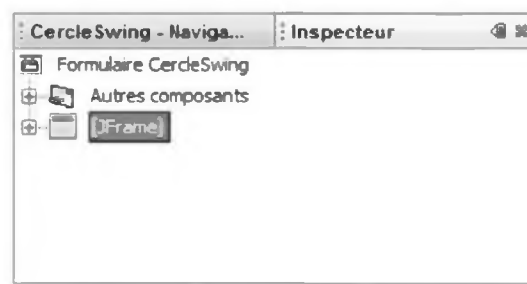 CercleSwing - Naviga... Inspecteur
Formulaire CercleSwing
Autres composants
[JFrame]